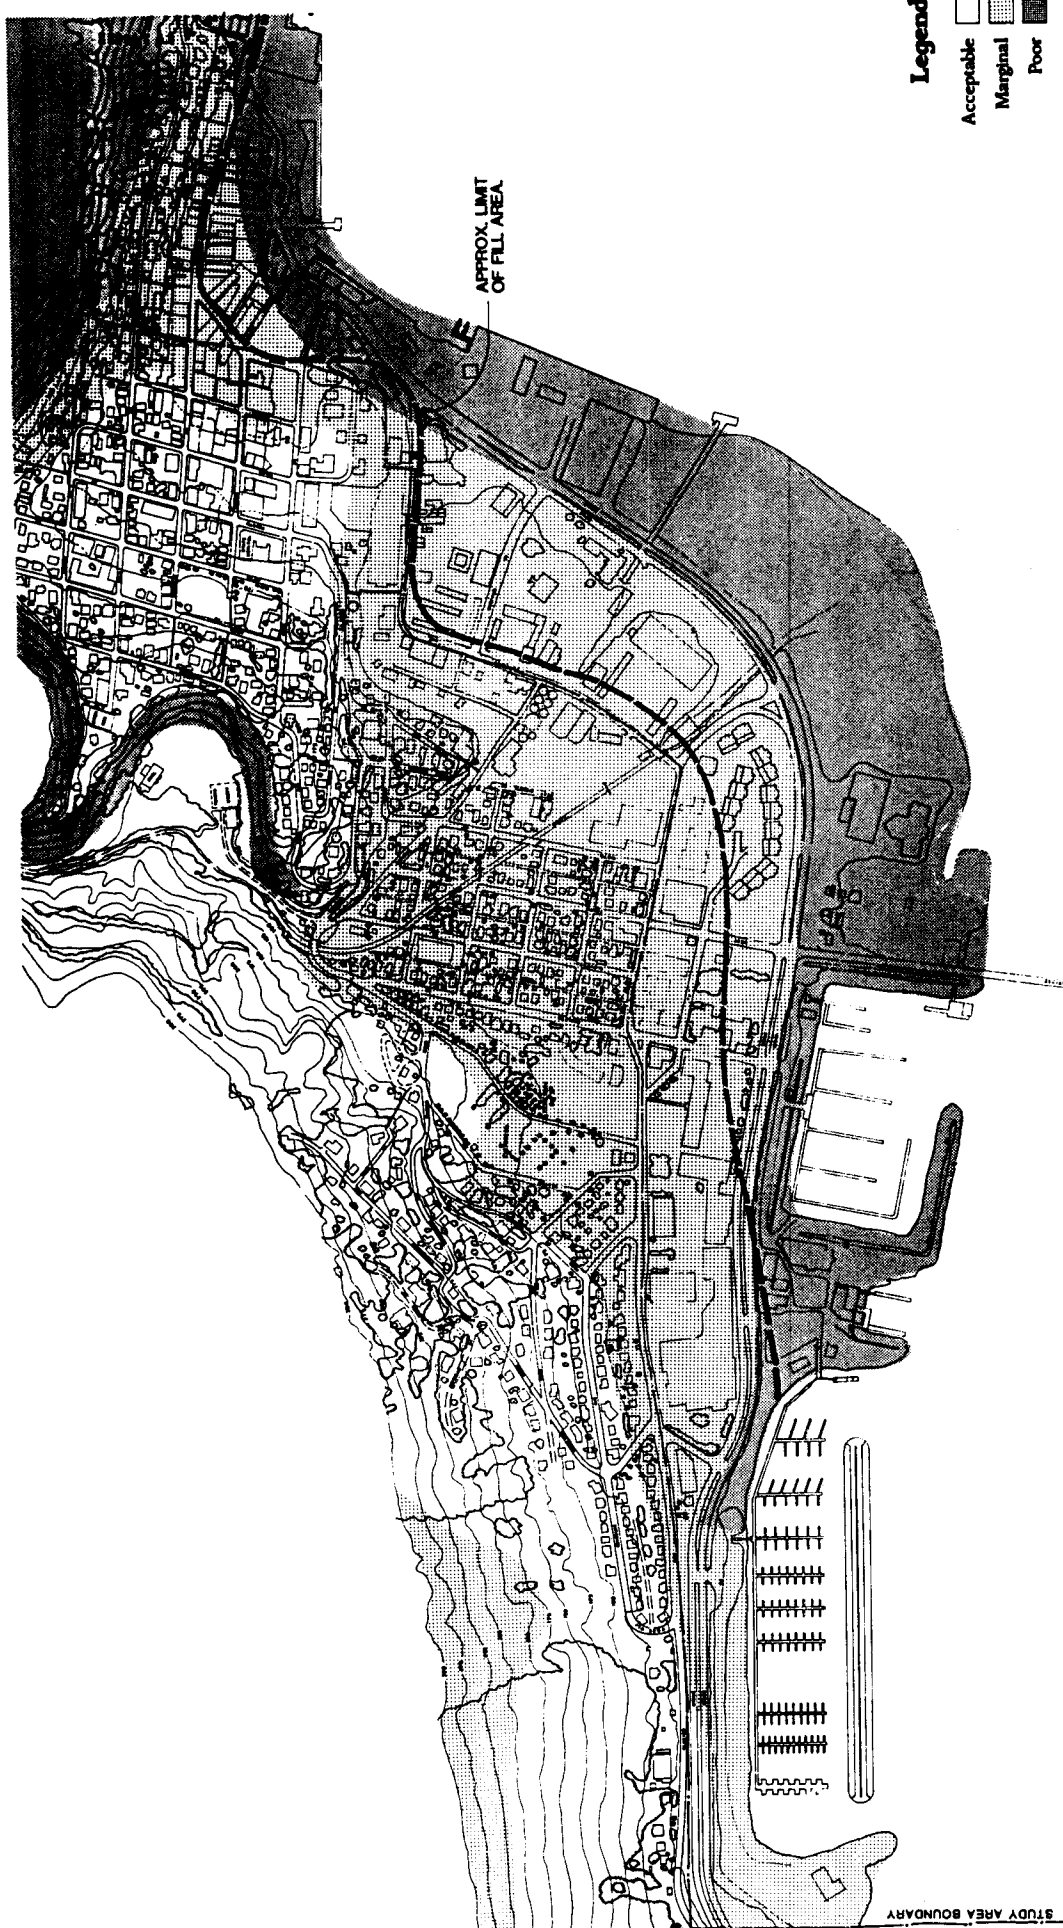 Legend
Acceptable
Marginal
Poor
APPROX. LIMIT
OF FILL AREA.
STUDY AREA BOUNDARY